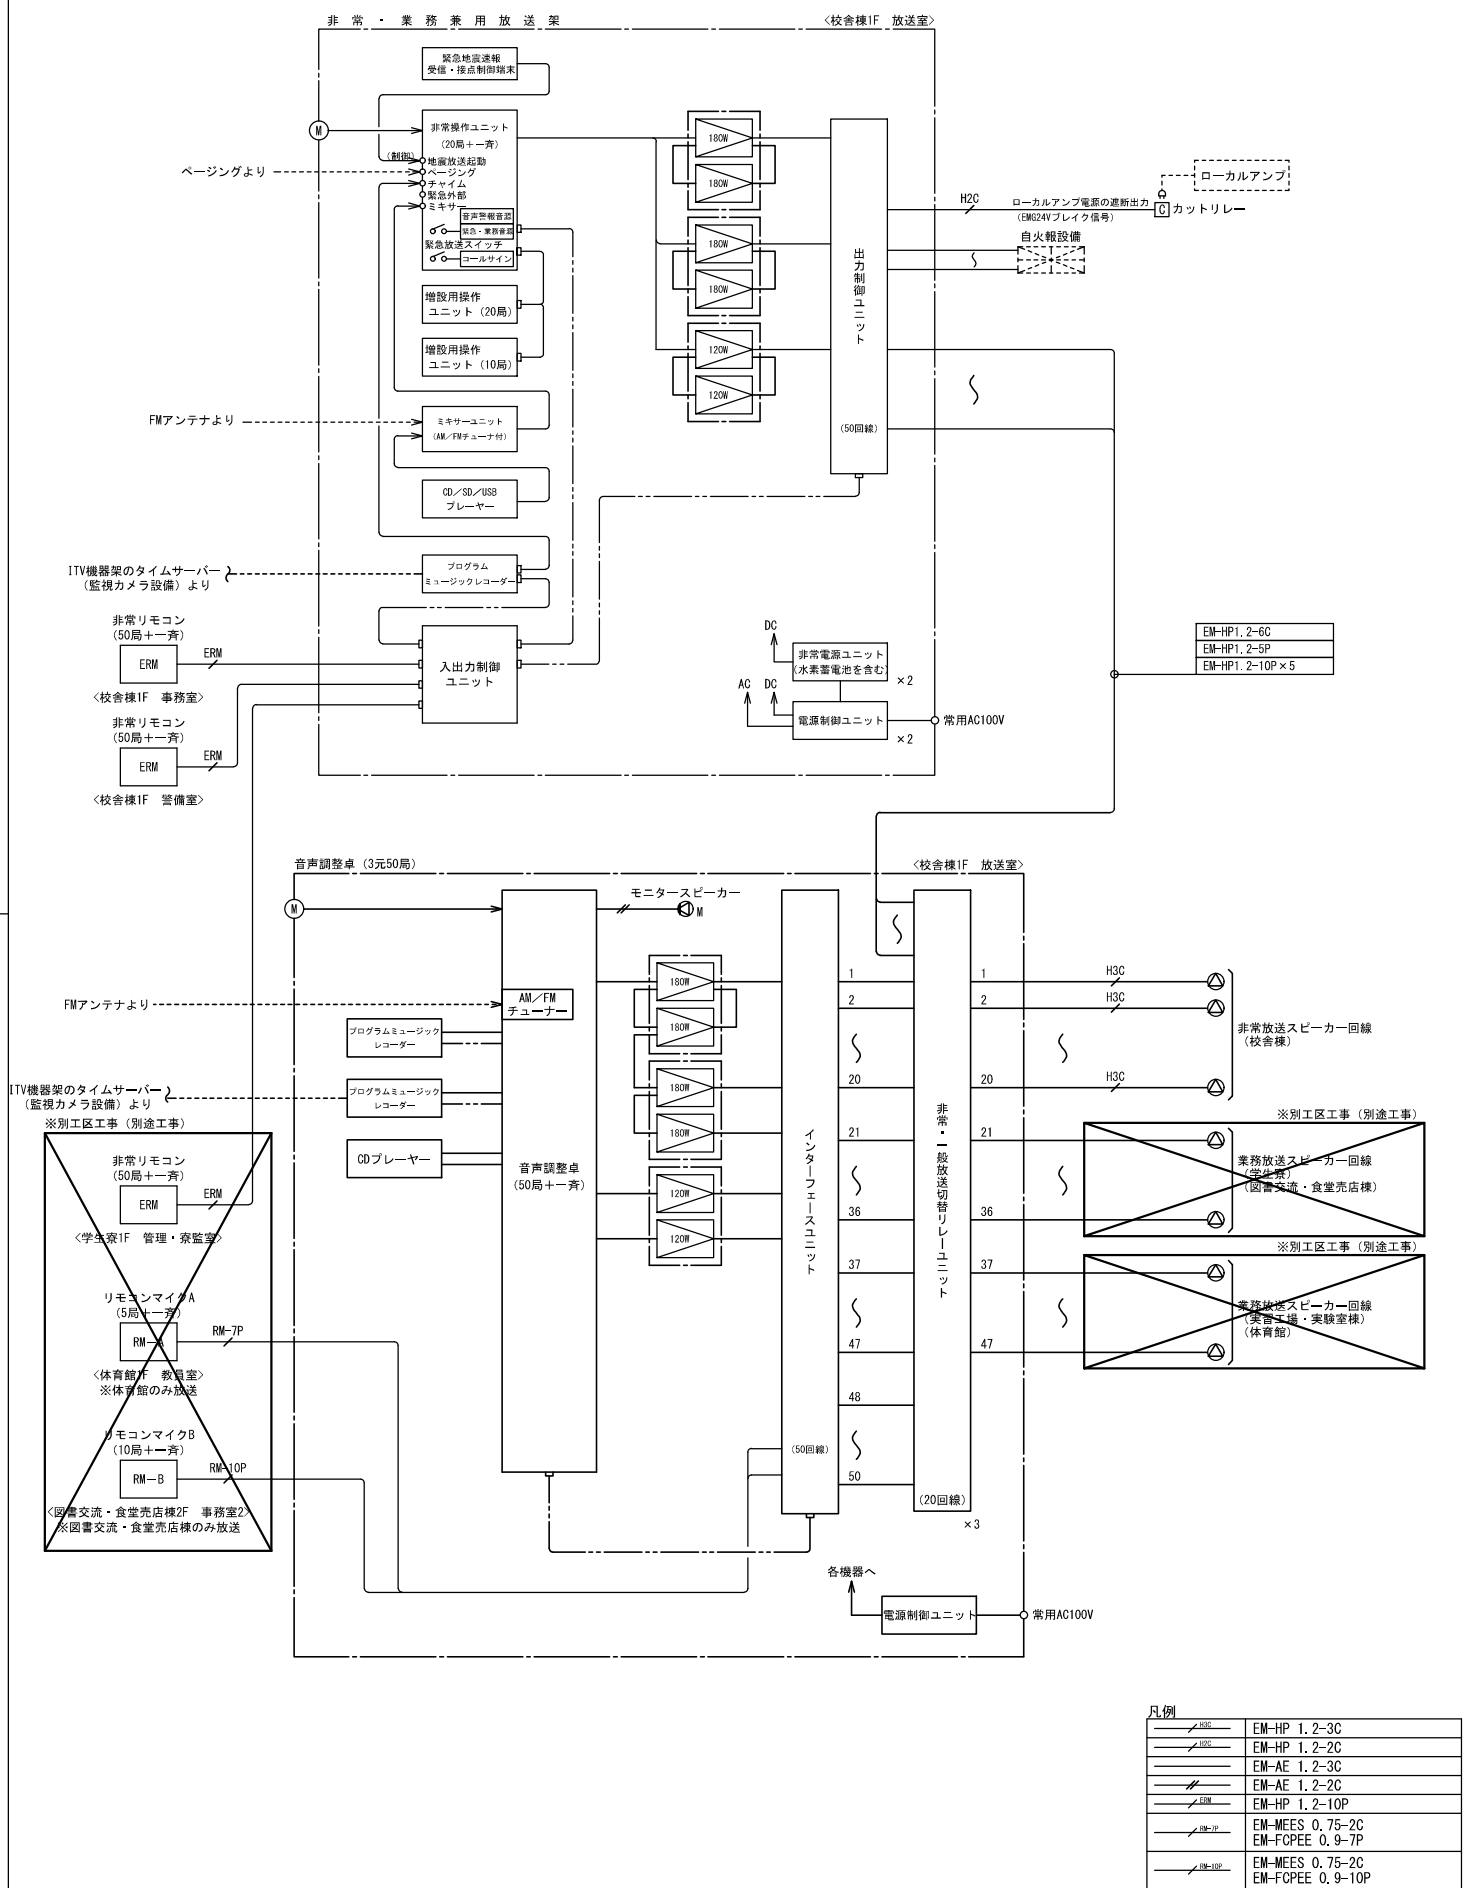 非常・業務兼用放送架
〈校舎棟1F 放送室〉
緊急地震速報
受信・接点制御端末
M
非常操作ユニット
(20局+一斉)
(制御)
地震放送起動
ページングより
ページング
チャイム
緊急外部
ミキサー
音声警報音源
緊急・業務音源
緊急放送スイッチ
コールサイン
増設用操作
ユニット(20局)
増設用操作
ユニット(10局)
FMアンテナより
ミキサーユニット
(AM/FMチューナ付)
CD/SD/USB
プレーヤー
ITV機器架のタイムサーバー
(監視カメラ設備)より
プログラム
ミュージックレコーダー
入出力制御
ユニット
180W
180W
180W
180W
120W
120W
出力制御ユニット
(50回線)
H2C
ローカルアンプ電源の遮断出力
(EMG24Vブレイク信号)
ローカルアンプ
C カットリレー
自火報設備
非常リモコン
(50局+一斉)
ERM
ERM
〈校舎棟1F 事務室〉
非常リモコン
(50局+一斉)
ERM
ERM
〈校舎棟1F 警備室〉
DC
非常電源ユニット
(水素蓄電池を含む)
×2
AC
DC
電源制御ユニット
×2
常用AC100V
EM-HP1.2-6C
EM-HP1.2-5P
EM-HP1.2-10P×5
音声調整卓(3元50局)
〈校舎棟1F 放送室〉
M
モニタースピーカー
M
FMアンテナより
AM/FM
チューナー
プログラムミュージック
レコーダー
ITV機器架のタイムサーバー
(監視カメラ設備)より
プログラムミュージック
レコーダー
CDプレーヤー
音声調整卓
(50局+一斉)
180W
180W
180W
180W
120W
120W
インターフェースユニット
(50回線)
1
2
20
21
36
37
47
48
50
非常・一般放送切替リレーユニット
(20回線)
×3
1
2
20
21
36
37
47
H3C
H3C
H3C
非常放送スピーカー回線
(校舎棟)
※別工区工事(別途工事)
業務放送スピーカー回線
(学生寮)
(図書交流・食堂売店棟)
※別工区工事(別途工事)
業務放送スピーカー回線
(実習工場・実験室棟)
(体育館)
※別工区工事(別途工事)
非常リモコン
(50局+一斉)
ERM
ERM
〈学生寮1F 管理・寮監室〉
リモコンマイクA
(5局+一斉)
RM-A
RM-7P
〈体育館1F 教員室〉
※体育館のみ放送
リモコンマイクB
(10局+一斉)
RM-B
RM-10P
〈図書交流・食堂売店棟2F 事務室2〉
※図書交流・食堂売店棟のみ放送
各機器へ
電源制御ユニット
常用AC100V
凡例
H3C EM-HP 1.2-3C
H2C EM-HP 1.2-2C
EM-AE 1.2-3C
EM-AE 1.2-2C
ERM EM-HP 1.2-10P
RM-7P EM-MEES 0.75-2C
EM-FCPEE 0.9-7P
RM-10P EM-MEES 0.75-2C
EM-FCPEE 0.9-10P